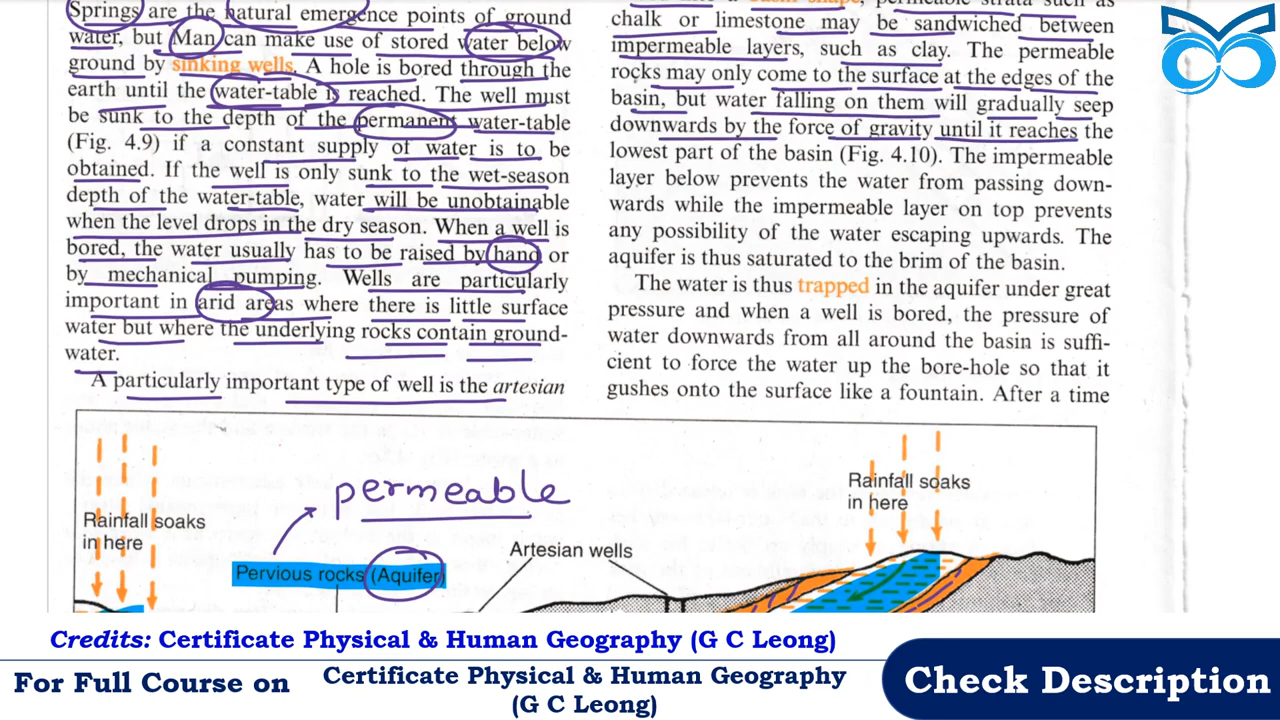 Springs are the natural emergence points of ground
water, but Man can make use of stored water below
ground by sinking wells. A hole is bored through the
earth until the water-table is reached. The well must
be sunk to the depth of the permanent water-table
(Fig. 4.9) if a constant supply of water is to be
obtained. If the well is only sunk to the wet-season
depth of the water-table, water will be unobtainable
when the level drops in the dry season. When a well is
bored, the water usually has to be raised by hand or
by mechanical pumping. Wells are particularly
important in arid areas where there is little surface
water but where the underlying rocks contain ground-
water.
A particularly important type of well is the artesian
basin shape, permeable strata such as
chalk or limestone may be sandwiched between
impermeable layers, such as clay. The permeable
rocks may only come to the surface at the edges of the
basin, but water falling on them will gradually seep
downwards by the force of gravity until it reaches the
lowest part of the basin (Fig. 4.10). The impermeable
layer below prevents the water from passing down-
wards while the impermeable layer on top prevents
any possibility of the water escaping upwards. The
aquifer is thus saturated to the brim of the basin.
The water is thus trapped in the aquifer under great
pressure and when a well is bored, the pressure of
water downwards from all around the basin is suffi-
cient to force the water up the bore-hole so that it
gushes onto the surface like a fountain. After a time
permeable
Rainfall soaks
in here
Rainfall soaks
in here
Artesian wells
Pervious rocks (Aquifer)
Credits: Certificate Physical & Human Geography (G C Leong)
For Full Course on
Certificate Physical & Human Geography
(G C Leong)
Check Description